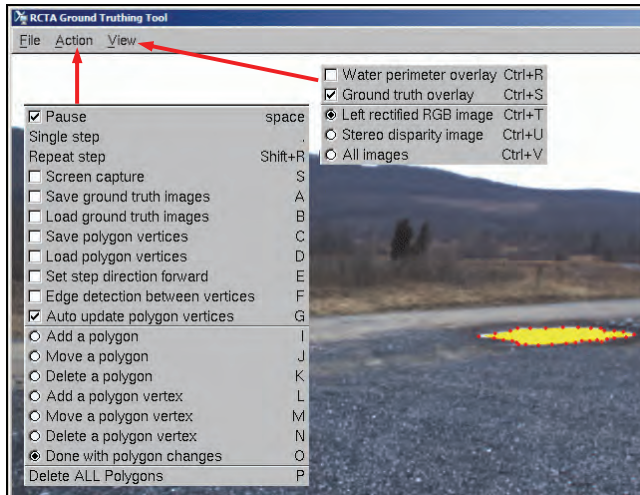 RCTA Ground Truthing Tool
File Action View
Water perimeter overlay Ctrl+R
Ground truth overlay Ctrl+S
Left rectified RGB image Ctrl+T
Stereo disparity image Ctrl+U
All images Ctrl+V
Pause space
Single step .
Repeat step Shift+R
Screen capture S
Save ground truth images A
Load ground truth images B
Save polygon vertices C
Load polygon vertices D
Set step direction forward E
Edge detection between vertices F
Auto update polygon vertices G
Add a polygon I
Move a polygon J
Delete a polygon K
Add a polygon vertex L
Move a polygon vertex M
Delete a polygon vertex N
Done with polygon changes O
Delete ALL Polygons P